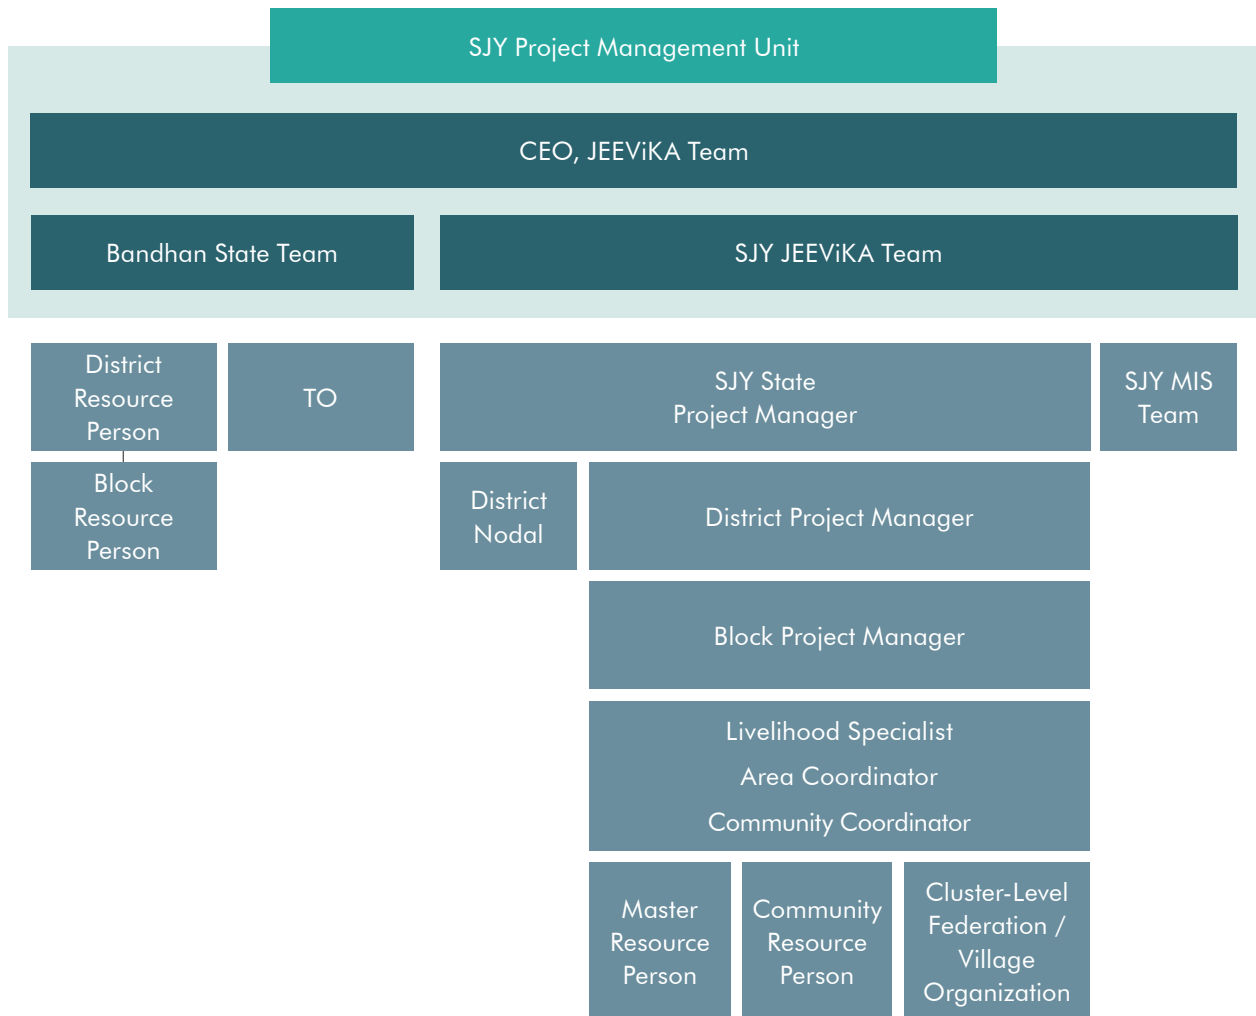 SJY Project Management Unit
CEO, JEEViKA Team
Bandhan State Team
SJY JEEViKA Team
District
Resource
Person
TO
SJY State
Project Manager
SJY MIS
Team
Block
Resource
Person
District
Nodal
District Project Manager
Block Project Manager
Livelihood Specialist
Area Coordinator
Community Coordinator
Master
Resource
Person
Community
Resource
Person
Cluster-Level
Federation /
Village
Organization